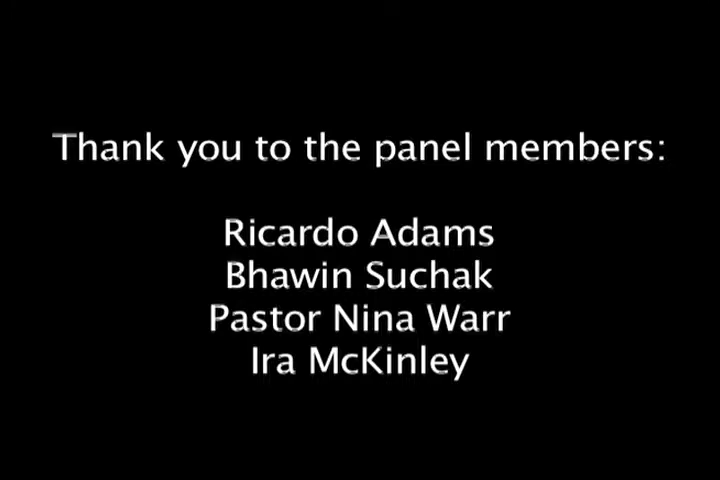 Thank you to the panel members:
Ricardo Adams
Bhawin Suchak
Pastor Nina Warr
Ira McKinley